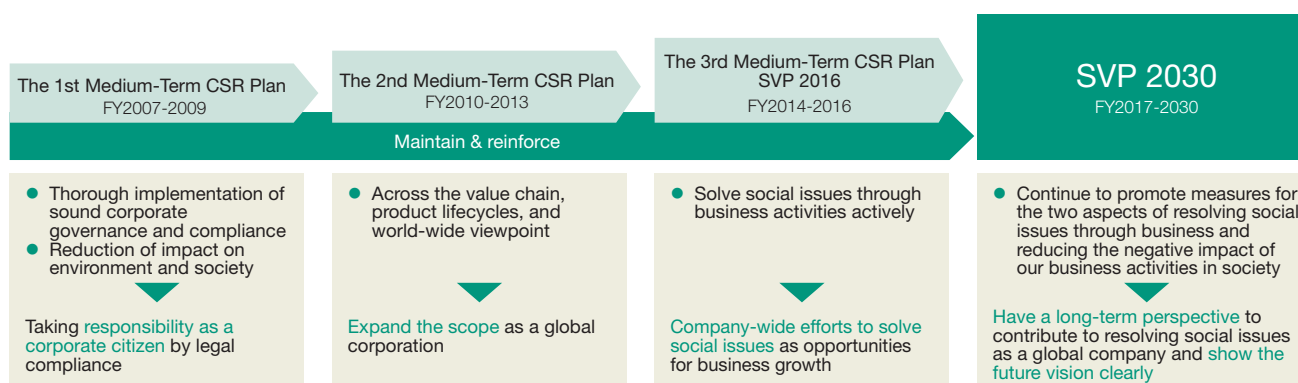 The 1st Medium-Term CSR Plan
FY2007-2009
The 2nd Medium-Term CSR Plan
FY2010-2013
The 3rd Medium-Term CSR Plan
SVP 2016
FY2014-2016
SVP 2030
FY2017-2030
Maintain & reinforce
● Thorough implementation of
sound corporate
governance and compliance
● Reduction of impact on
environment and society
Taking responsibility as a
corporate citizen by legal
compliance
● Across the value chain,
product lifecycles, and
world-wide viewpoint
Expand the scope as a global
corporation
● Solve social issues through
business activities actively
Company-wide efforts to solve
social issues as opportunities
for business growth
● Continue to promote measures for
the two aspects of resolving social
issues through business and
reducing the negative impact of
our business activities in society
Have a long-term perspective to
contribute to resolving social issues
as a global company and show the
future vision clearly